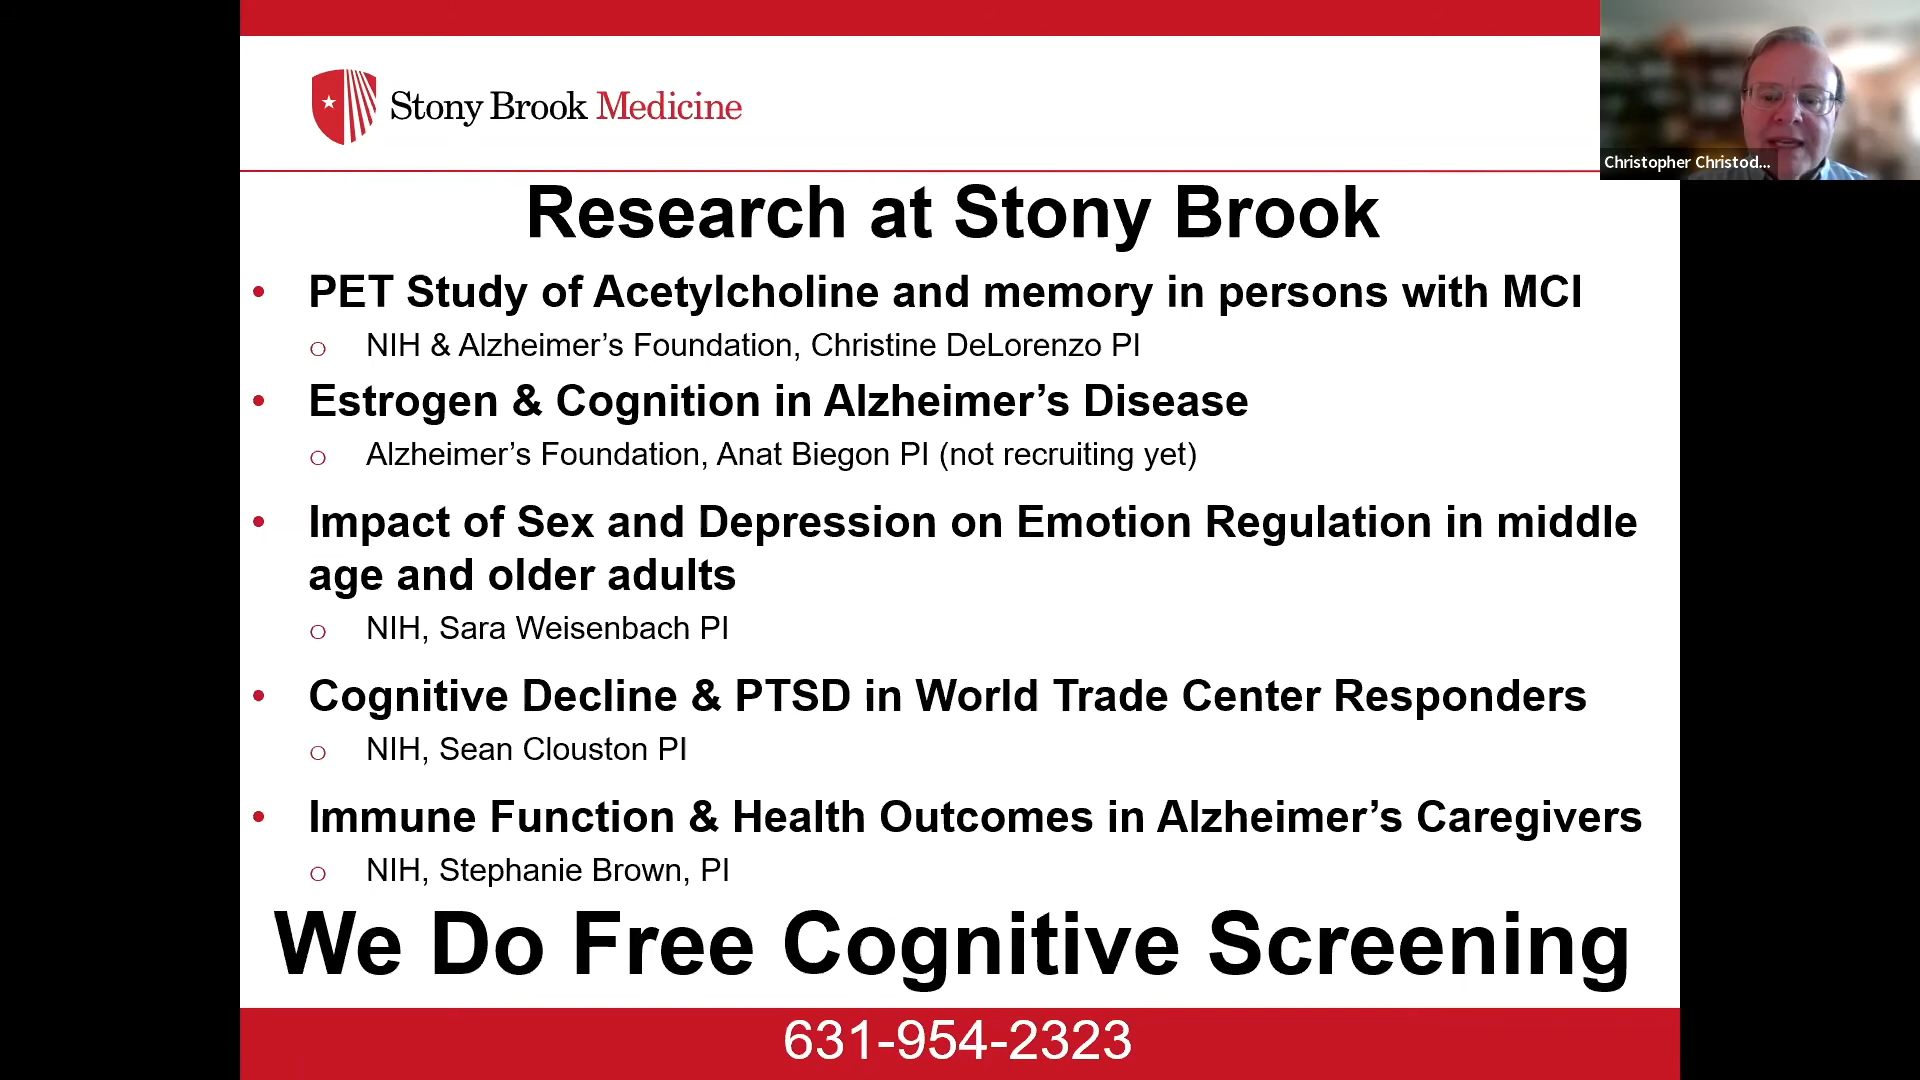 Stony Brook Medicine
Christopher Christod...
Research at Stony Brook
• PET Study of Acetylcholine and memory in persons with MCI
o NIH & Alzheimer’s Foundation, Christine DeLorenzo PI
• Estrogen & Cognition in Alzheimer’s Disease
o Alzheimer’s Foundation, Anat Biegon PI (not recruiting yet)
• Impact of Sex and Depression on Emotion Regulation in middle
age and older adults
o NIH, Sara Weisenbach PI
• Cognitive Decline & PTSD in World Trade Center Responders
o NIH, Sean Clouston PI
• Immune Function & Health Outcomes in Alzheimer’s Caregivers
o NIH, Stephanie Brown, PI
We Do Free Cognitive Screening
631-954-2323